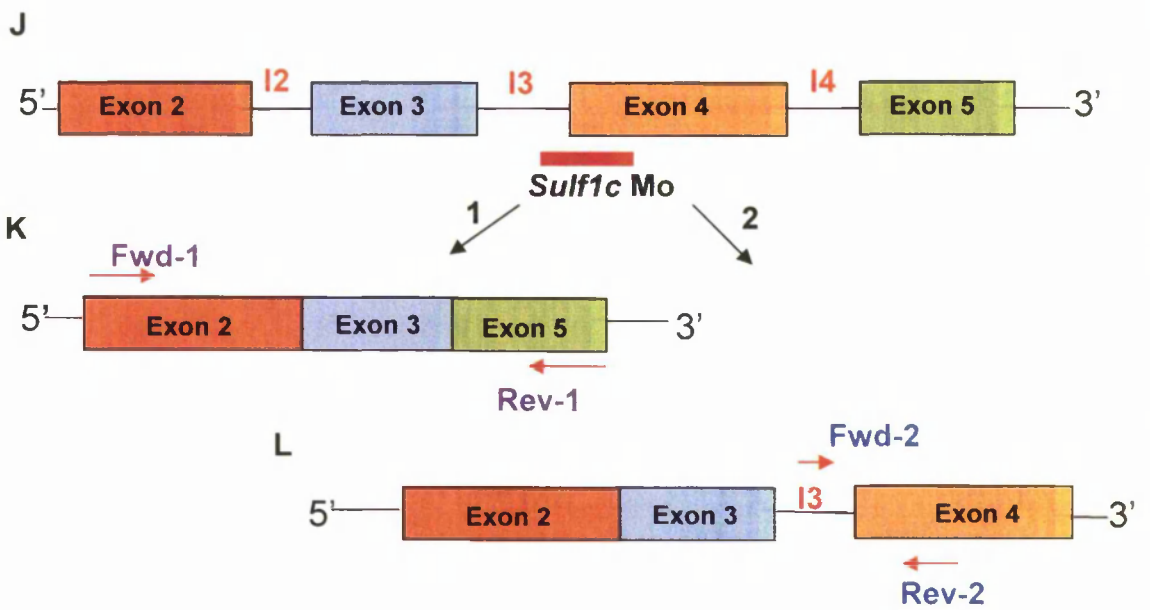 J
I2 I3 I4
5' Exon 2 Exon 3 Exon 4 Exon 5 3'
Sulf1c Mo
1 2
K
Fwd-1
5' Exon 2 Exon 3 Exon 5 3'
Rev-1
L
Fwd-2
I3
5' Exon 2 Exon 3 Exon 4 3'
Rev-2